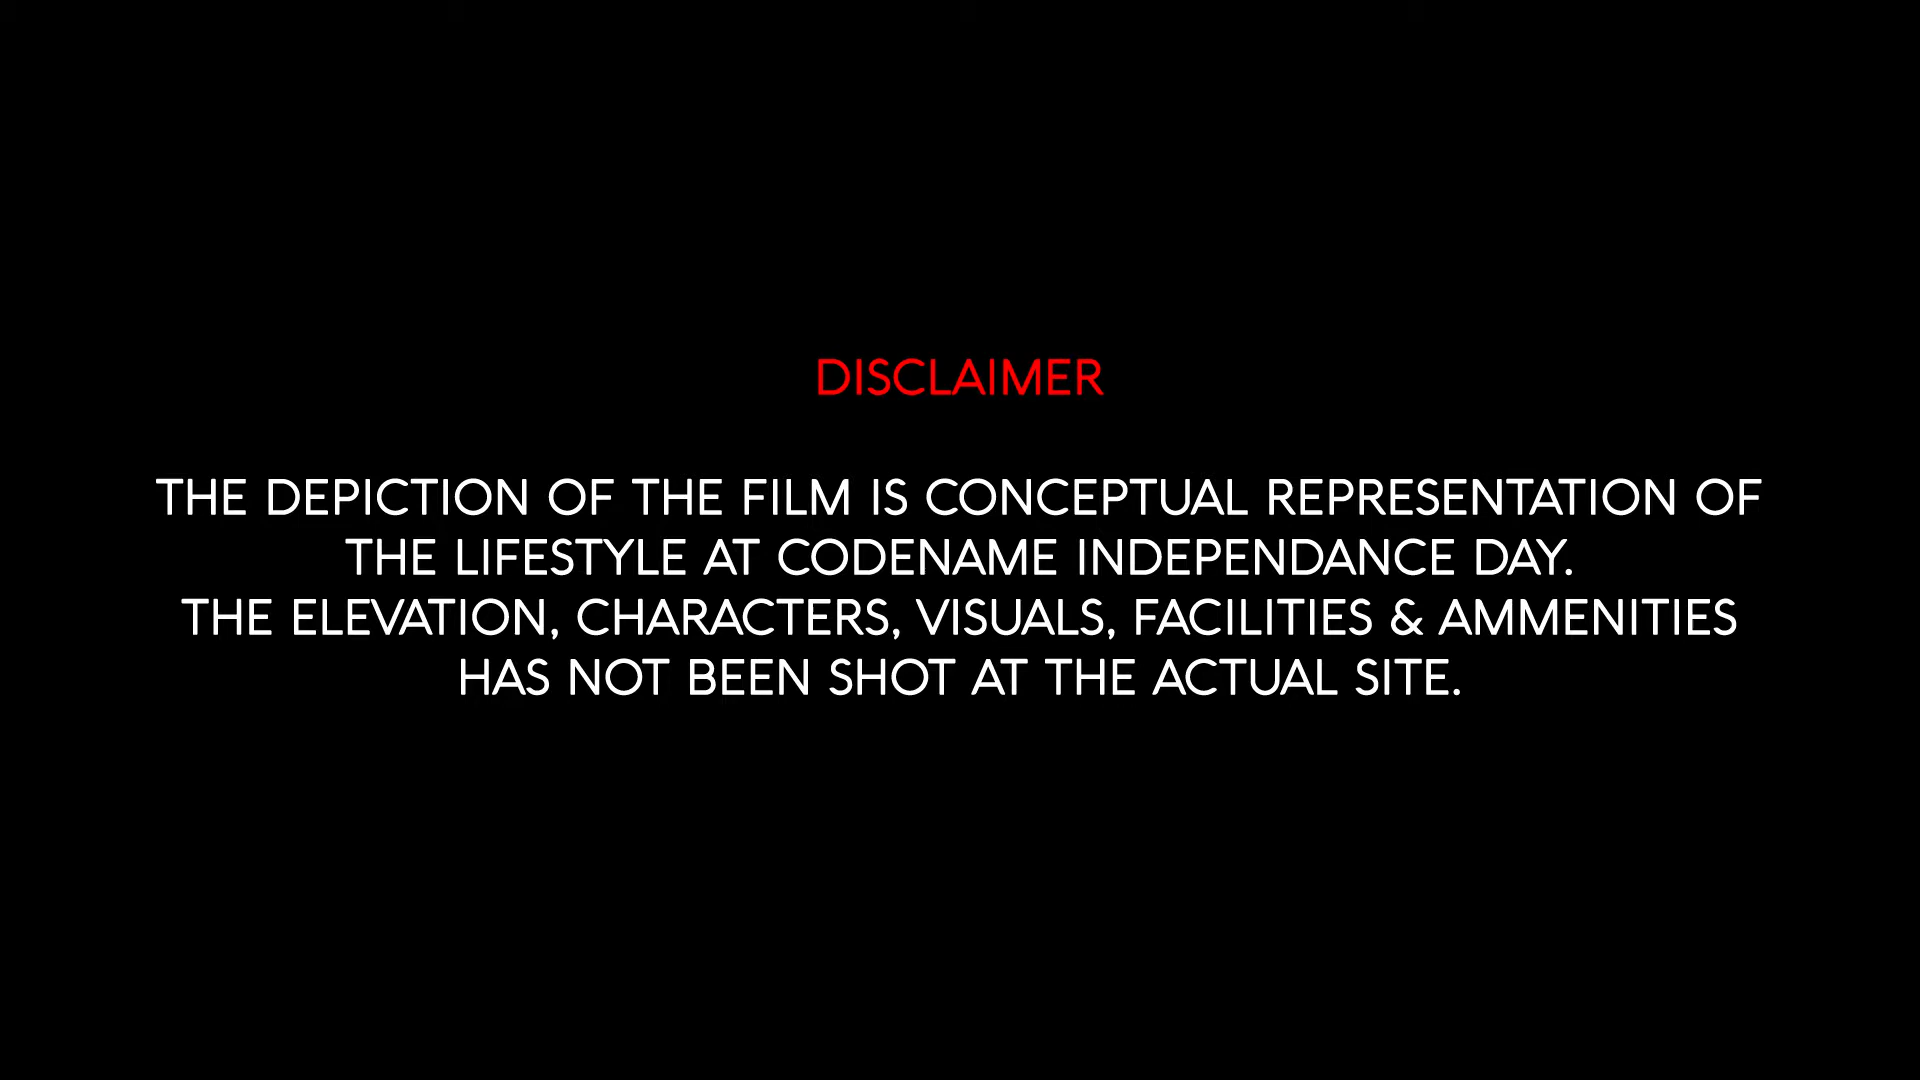 DISCLAIMER
THE DEPICTION OF THE FILM IS CONCEPTUAL REPRESENTATION OF
THE LIFESTYLE AT CODENAME INDEPENDANCE DAY.
THE ELEVATION, CHARACTERS, VISUALS, FACILITIES & AMMENITIES
HAS NOT BEEN SHOT AT THE ACTUAL SITE.